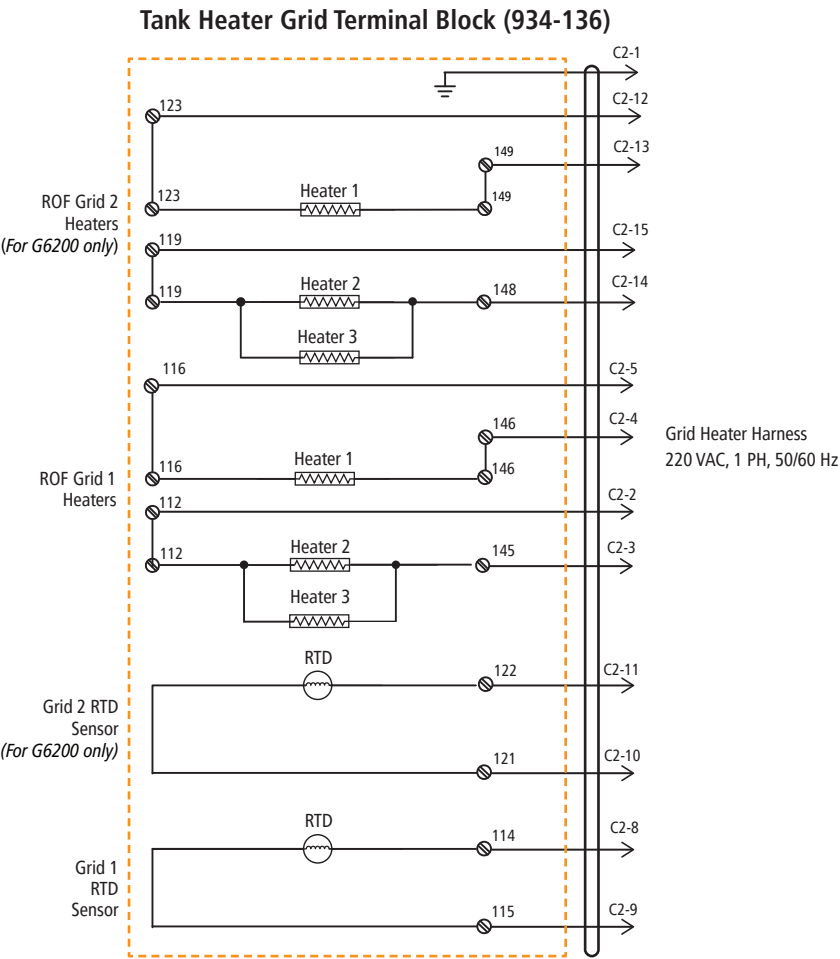 Tank Heater Grid Terminal Block (934-136)
C2-1
123
C2-12
149
C2-13
ROF Grid 2
Heaters
(For G6200 only)
123
Heater 1
149
119
C2-15
119
Heater 2
148
C2-14
Heater 3
116
C2-5
146
C2-4
Grid Heater Harness
220 VAC, 1 PH, 50/60 Hz
ROF Grid 1
Heaters
116
Heater 1
146
112
C2-2
112
Heater 2
145
C2-3
Heater 3
RTD
122
C2-11
Grid 2 RTD
Sensor
(For G6200 only)
121
C2-10
RTD
114
C2-8
Grid 1
RTD
Sensor
115
C2-9